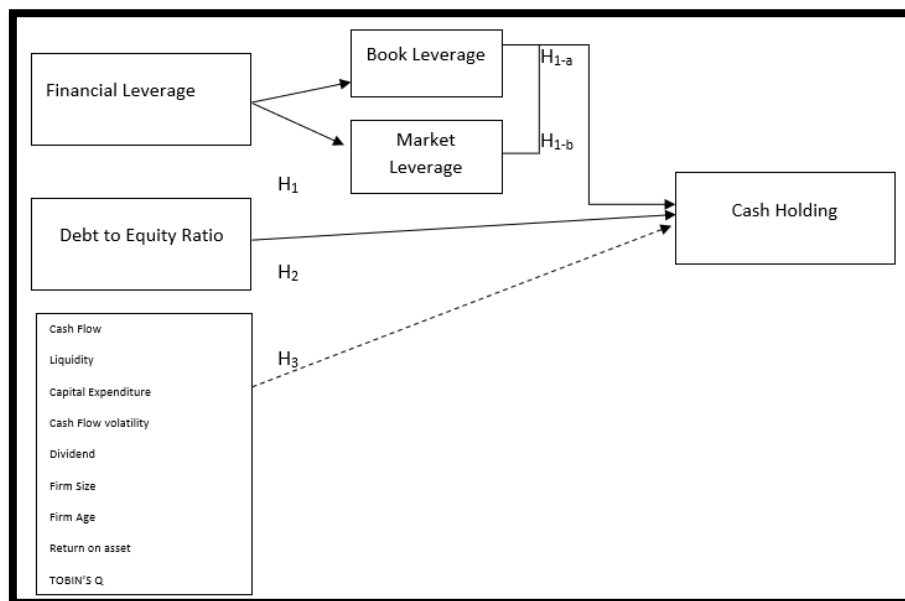 Financial Leverage
Book Leverage
H1-a
Market
Leverage
H1-b
H1
Debt to Equity Ratio
Cash Holding
H2
H3
Cash Flow
Liquidity
Capital Expenditure
Cash Flow volatility
Dividend
Firm Size
Firm Age
Return on asset
TOBIN'S Q